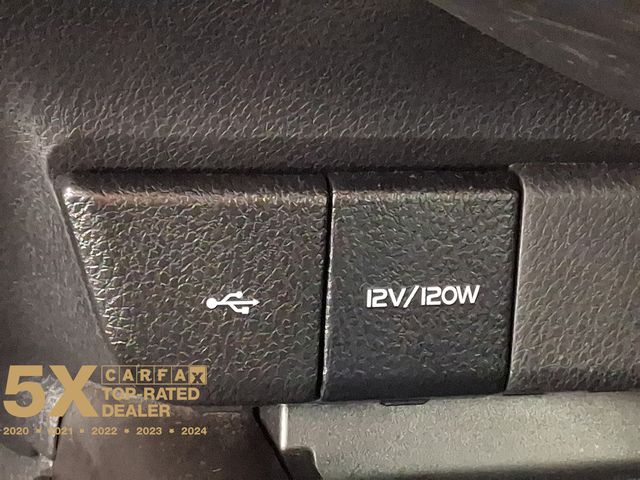 12V/120W
5X CARFAX
TOP-RATED
DEALER
2020 ★ 2021 ★ 2022 ★ 2023 ★ 2024